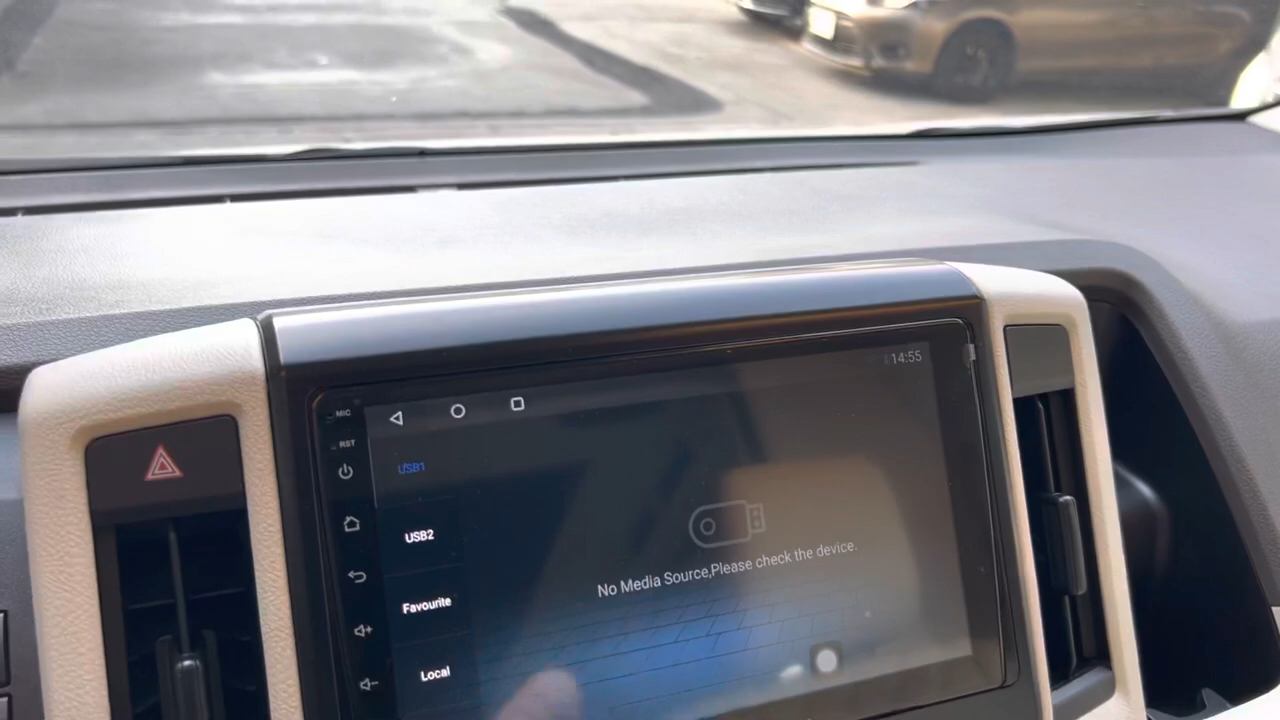 MIC
RST
14:55
USB1
USB2
Favourite
Local
No Media Source,Please check the device.